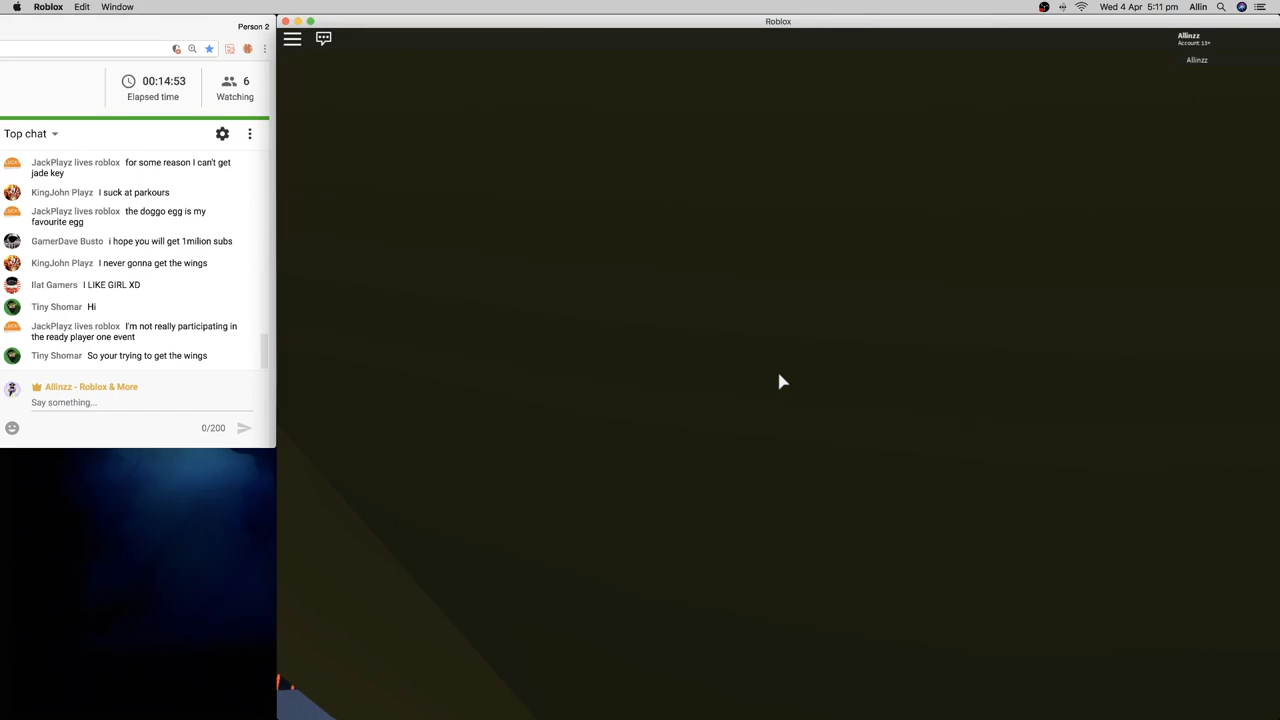 Roblox Edit Window
Wed 4 Apr 5:11 pm Allin
Person 2
Roblox
Allinzz
Account: 13+
Allinzz
00:14:53
Elapsed time
6
Watching
Top chat
JackPlayz lives roblox for some reason I can't get
jade key
KingJohn Playz I suck at parkours
JackPlayz lives roblox the doggo egg is my
favourite egg
GamerDave Busto i hope you will get 1milion subs
KingJohn Playz I never gonna get the wings
Ilat Gamers I LIKE GIRL XD
Tiny Shomar Hi
JackPlayz lives roblox I'm not really participating in
the ready player one event
Tiny Shomar So your trying to get the wings
Allinzz - Roblox & More
Say something...
0/200